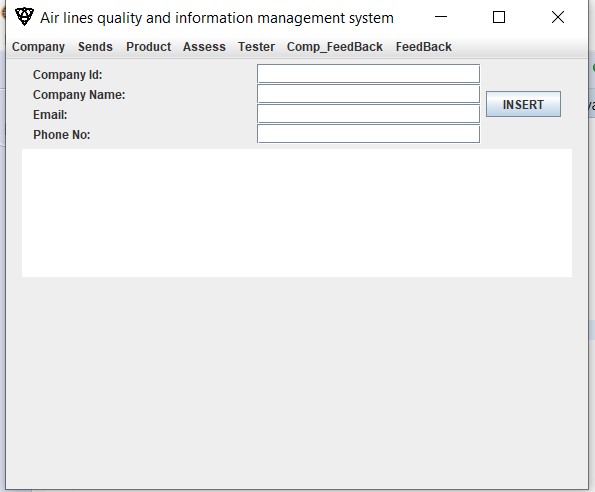 Air lines quality and information management system
Company Sends Product Assess Tester Comp_FeedBack FeedBack
Company Id:
Company Name:
INSERT
Email:
Phone No: